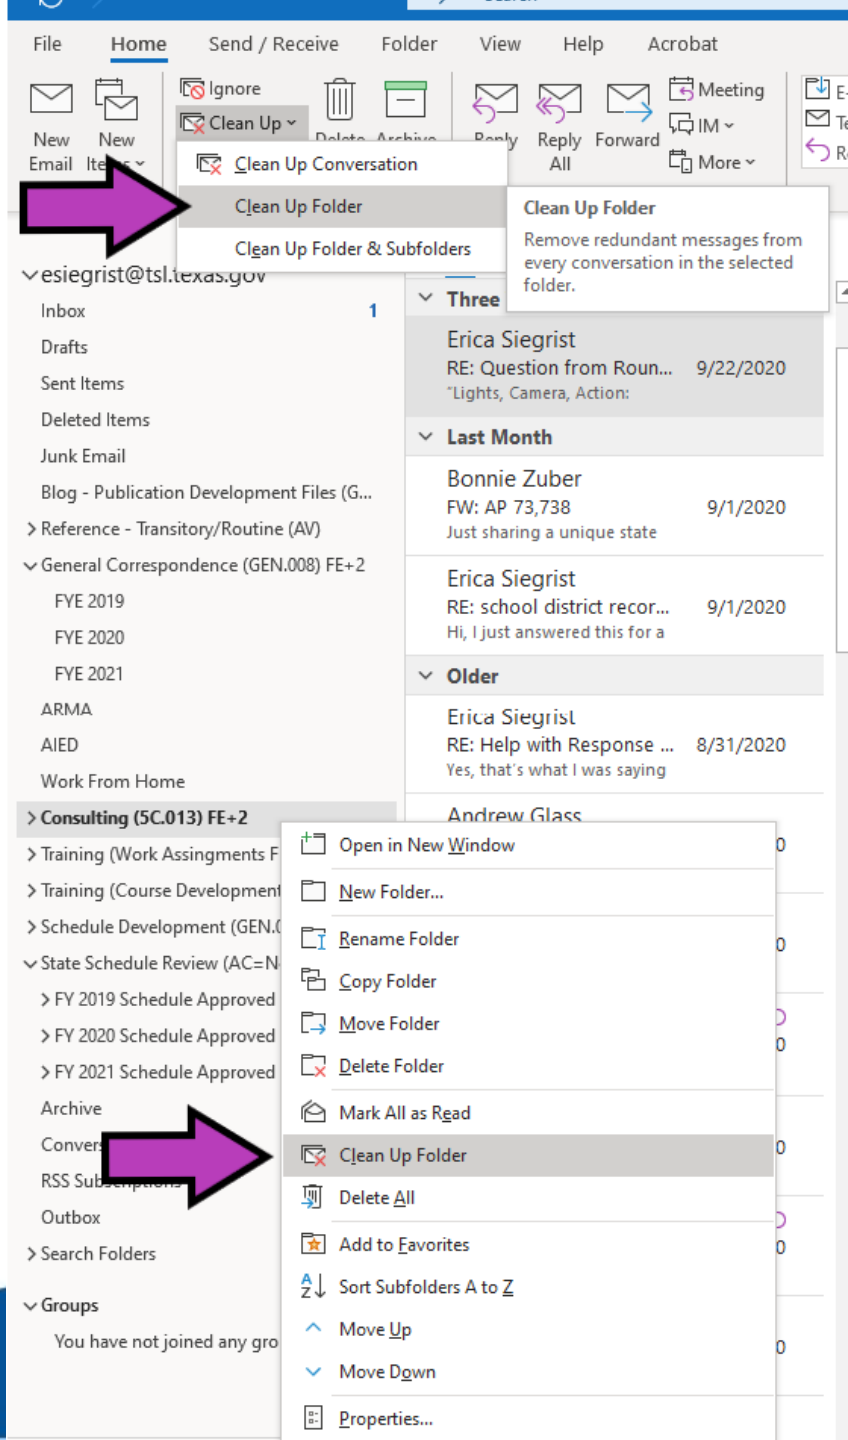 File Home Send / Receive Folder View Help Acrobat
Ignore
Clean Up
Meeting
IM
More
New Email
New
Reply All
Forward
Clean Up Conversation
Clean Up Folder
Clean Up Folder & Subfolders
Clean Up Folder
Remove redundant messages from
every conversation in the selected
folder.
esiegrist@tsl.texas.gov
Inbox 1
Drafts
Sent Items
Deleted Items
Junk Email
Blog - Publication Development Files (G...
Reference - Transitory/Routine (AV)
General Correspondence (GEN.008) FE+2
FYE 2019
FYE 2020
FYE 2021
ARMA
AIED
Work From Home
Consulting (5C.013) FE+2
Training (Work Assingments F
Training (Course Development
Schedule Development (GEN.
State Schedule Review (AC=N
FY 2019 Schedule Approved
FY 2020 Schedule Approved
FY 2021 Schedule Approved
Archive
Convers
RSS Subscriptions
Outbox
Search Folders
Groups
You have not joined any gro
Three
Erica Siegrist
RE: Question from Roun... 9/22/2020
"Lights, Camera, Action:
Last Month
Bonnie Zuber
FW: AP 73,738 9/1/2020
Just sharing a unique state
Erica Siegrist
RE: school district recor... 9/1/2020
Hi, I just answered this for a
Older
Erica Siegrist
RE: Help with Response ... 8/31/2020
Yes, that's what I was saying
Andrew Glass
Open in New Window
New Folder...
Rename Folder
Copy Folder
Move Folder
Delete Folder
Mark All as Read
Clean Up Folder
Delete All
Add to Favorites
Sort Subfolders A to Z
Move Up
Move Down
Properties...